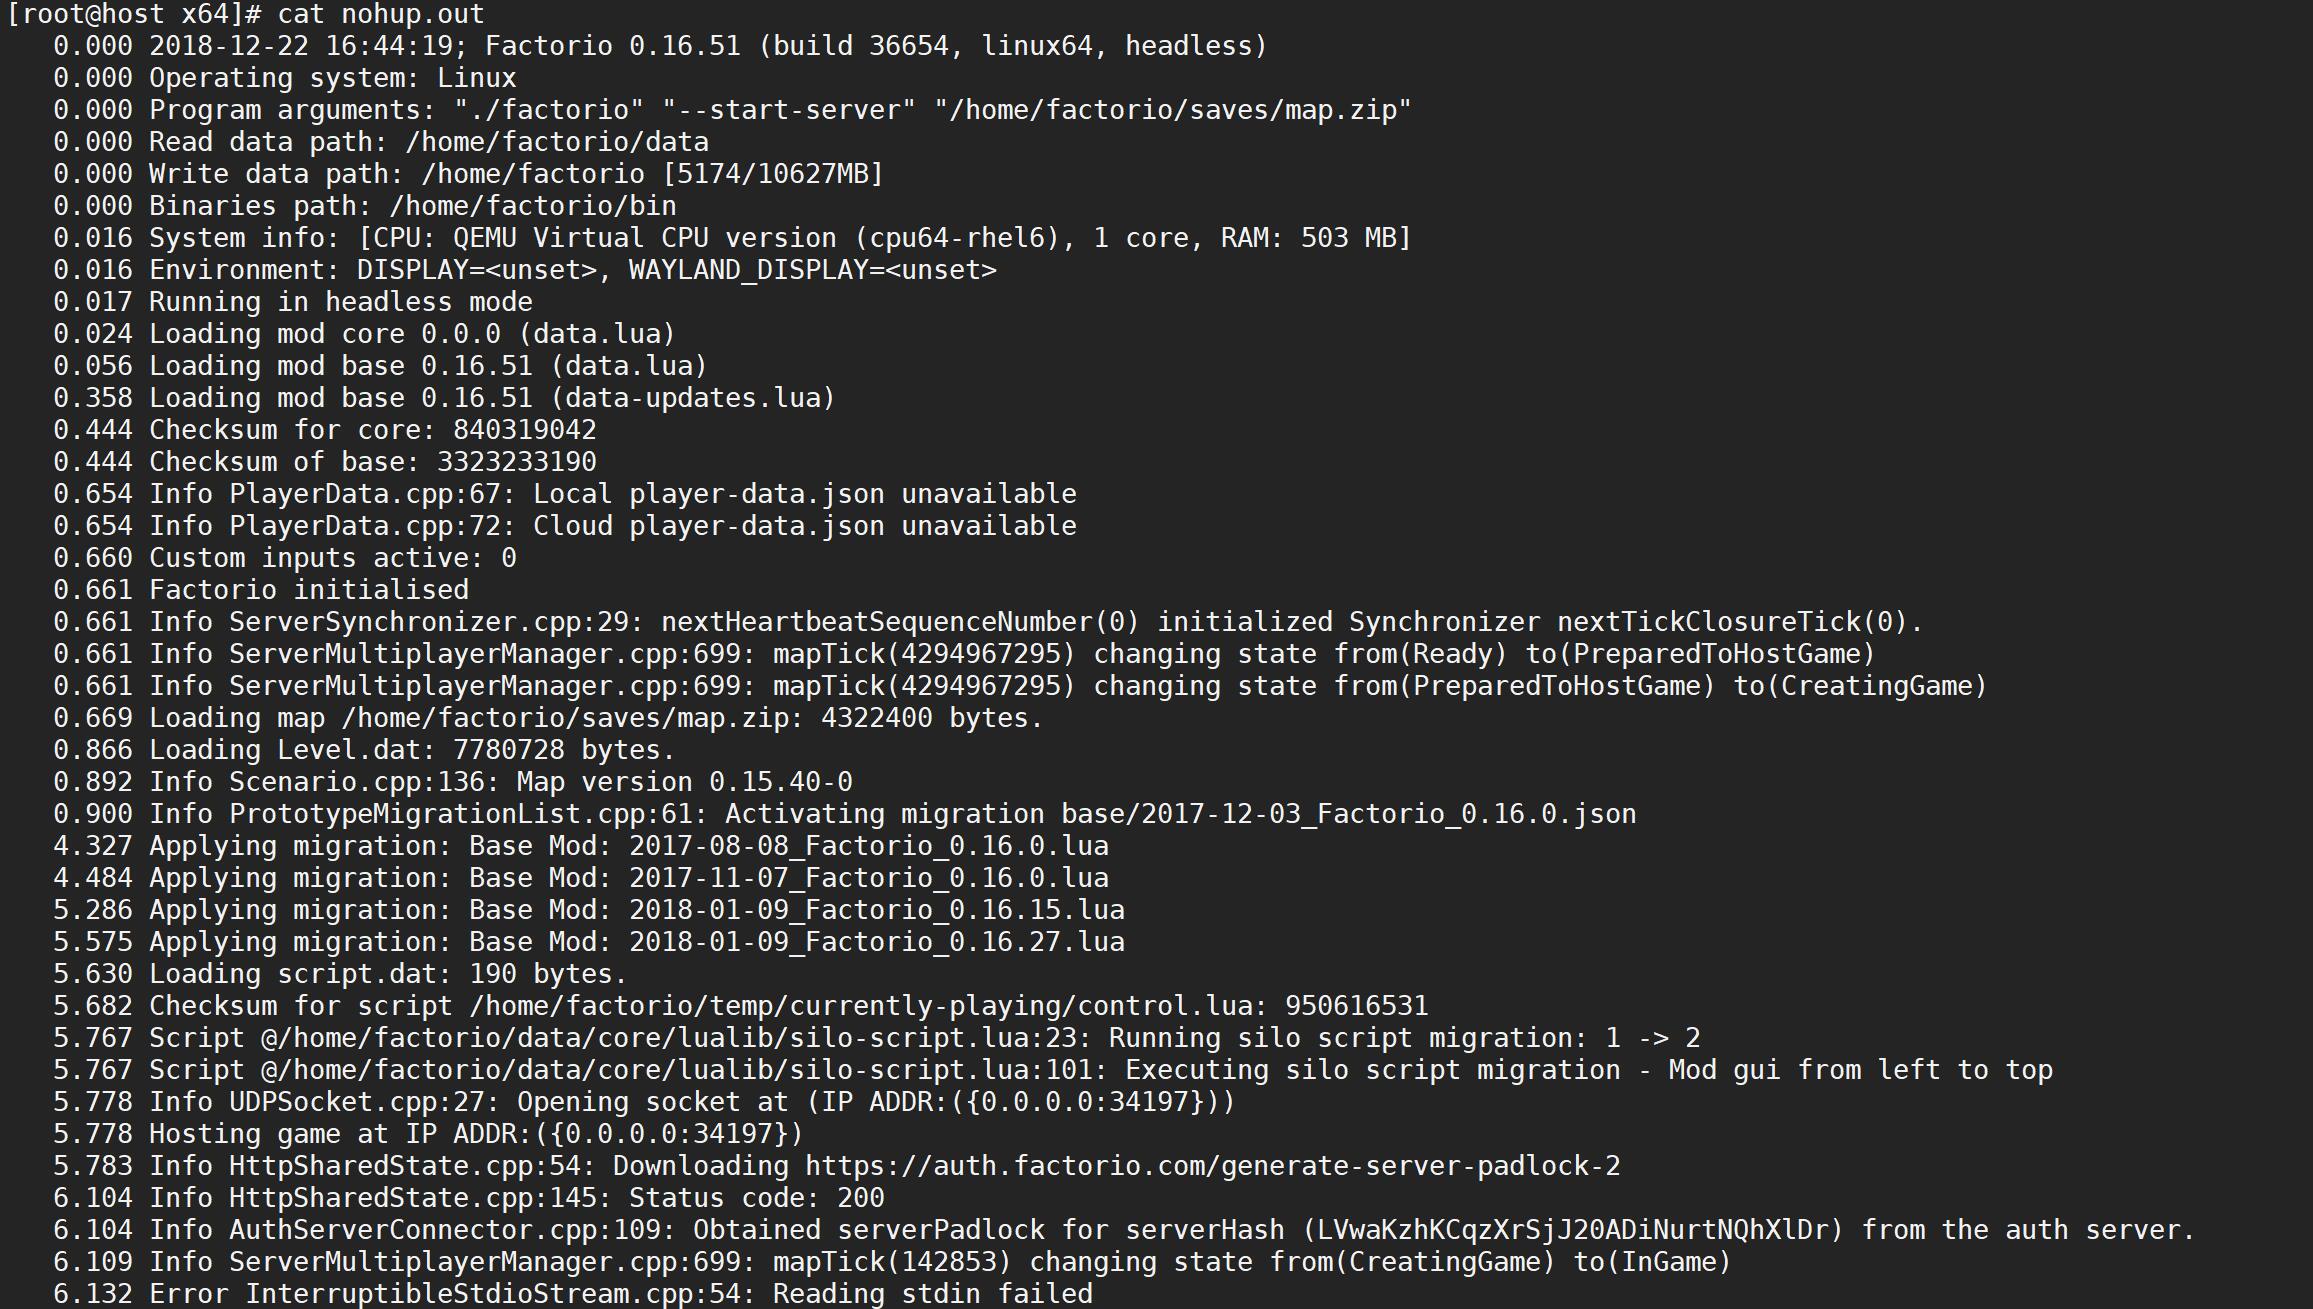 [root@host x64]# cat nohup.out
   0.000 2018-12-22 16:44:19; Factorio 0.16.51 (build 36654, linux64, headless)
   0.000 Operating system: Linux
   0.000 Program arguments: "./factorio" "--start-server" "/home/factorio/saves/map.zip"
   0.000 Read data path: /home/factorio/data
   0.000 Write data path: /home/factorio [5174/10627MB]
   0.000 Binaries path: /home/factorio/bin
   0.016 System info: [CPU: QEMU Virtual CPU version (cpu64-rhel6), 1 core, RAM: 503 MB]
   0.016 Environment: DISPLAY=<unset>, WAYLAND_DISPLAY=<unset>
   0.017 Running in headless mode
   0.024 Loading mod core 0.0.0 (data.lua)
   0.056 Loading mod base 0.16.51 (data.lua)
   0.358 Loading mod base 0.16.51 (data-updates.lua)
   0.444 Checksum for core: 840319042
   0.444 Checksum of base: 3323233190
   0.654 Info PlayerData.cpp:67: Local player-data.json unavailable
   0.654 Info PlayerData.cpp:72: Cloud player-data.json unavailable
   0.660 Custom inputs active: 0
   0.661 Factorio initialised
   0.661 Info ServerSynchronizer.cpp:29: nextHeartbeatSequenceNumber(0) initialized Synchronizer nextTickClosureTick(0).
   0.661 Info ServerMultiplayerManager.cpp:699: mapTick(4294967295) changing state from(Ready) to(PreparedToHostGame)
   0.661 Info ServerMultiplayerManager.cpp:699: mapTick(4294967295) changing state from(PreparedToHostGame) to(CreatingGame)
   0.669 Loading map /home/factorio/saves/map.zip: 4322400 bytes.
   0.866 Loading Level.dat: 7780728 bytes.
   0.892 Info Scenario.cpp:136: Map version 0.15.40-0
   0.900 Info PrototypeMigrationList.cpp:61: Activating migration base/2017-12-03_Factorio_0.16.0.json
   4.327 Applying migration: Base Mod: 2017-08-08_Factorio_0.16.0.lua
   4.484 Applying migration: Base Mod: 2017-11-07_Factorio_0.16.0.lua
   5.286 Applying migration: Base Mod: 2018-01-09_Factorio_0.16.15.lua
   5.575 Applying migration: Base Mod: 2018-01-09_Factorio_0.16.27.lua
   5.630 Loading script.dat: 190 bytes.
   5.682 Checksum for script /home/factorio/temp/currently-playing/control.lua: 950616531
   5.767 Script @/home/factorio/data/core/lualib/silo-script.lua:23: Running silo script migration: 1 -> 2
   5.767 Script @/home/factorio/data/core/lualib/silo-script.lua:101: Executing silo script migration - Mod gui from left to top
   5.778 Info UDPSocket.cpp:27: Opening socket at (IP ADDR:({0.0.0.0:34197}))
   5.778 Hosting game at IP ADDR:({0.0.0.0:34197})
   5.783 Info HttpSharedState.cpp:54: Downloading https://auth.factorio.com/generate-server-padlock-2
   6.104 Info HttpSharedState.cpp:145: Status code: 200
   6.104 Info AuthServerConnector.cpp:109: Obtained serverPadlock for serverHash (LVwaKzhKCqzXrSjJ20ADiNurtNQhXlDr) from the auth server.
   6.109 Info ServerMultiplayerManager.cpp:699: mapTick(142853) changing state from(CreatingGame) to(InGame)
   6.132 Error InterruptibleStdioStream.cpp:54: Reading stdin failed